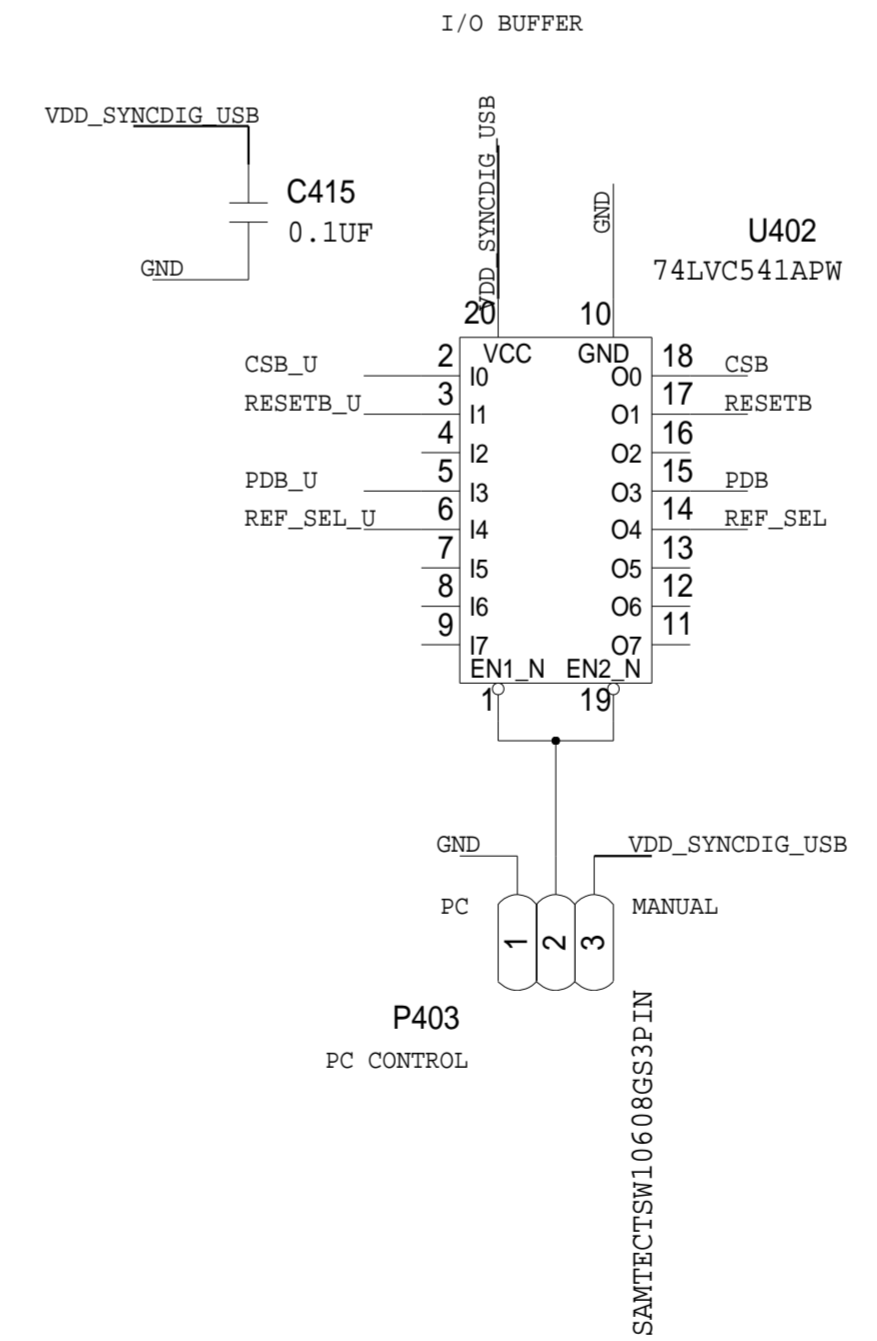 I/O BUFFER
VDD_SYNCDIG_USB
C415
0.1UF
GND
VDD_SYNCDIG_USB
GND
U402
74LVC541APW
20
10
VCC
GND
CSB_U
2
I0
O0
18
CSB
RESETB_U
3
I1
O1
17
RESETB
4
I2
O2
16
PDB_U
5
I3
O3
15
PDB
REF_SEL_U
6
I4
O4
14
REF_SEL
7
I5
O5
13
8
I6
O6
12
9
I7
O7
11
EN1_N
EN2_N
1
19
GND
VDD_SYNCDIG_USB
PC
MANUAL
1
2
3
P403
PC CONTROL
SAMTECTSW10608GS3PIN